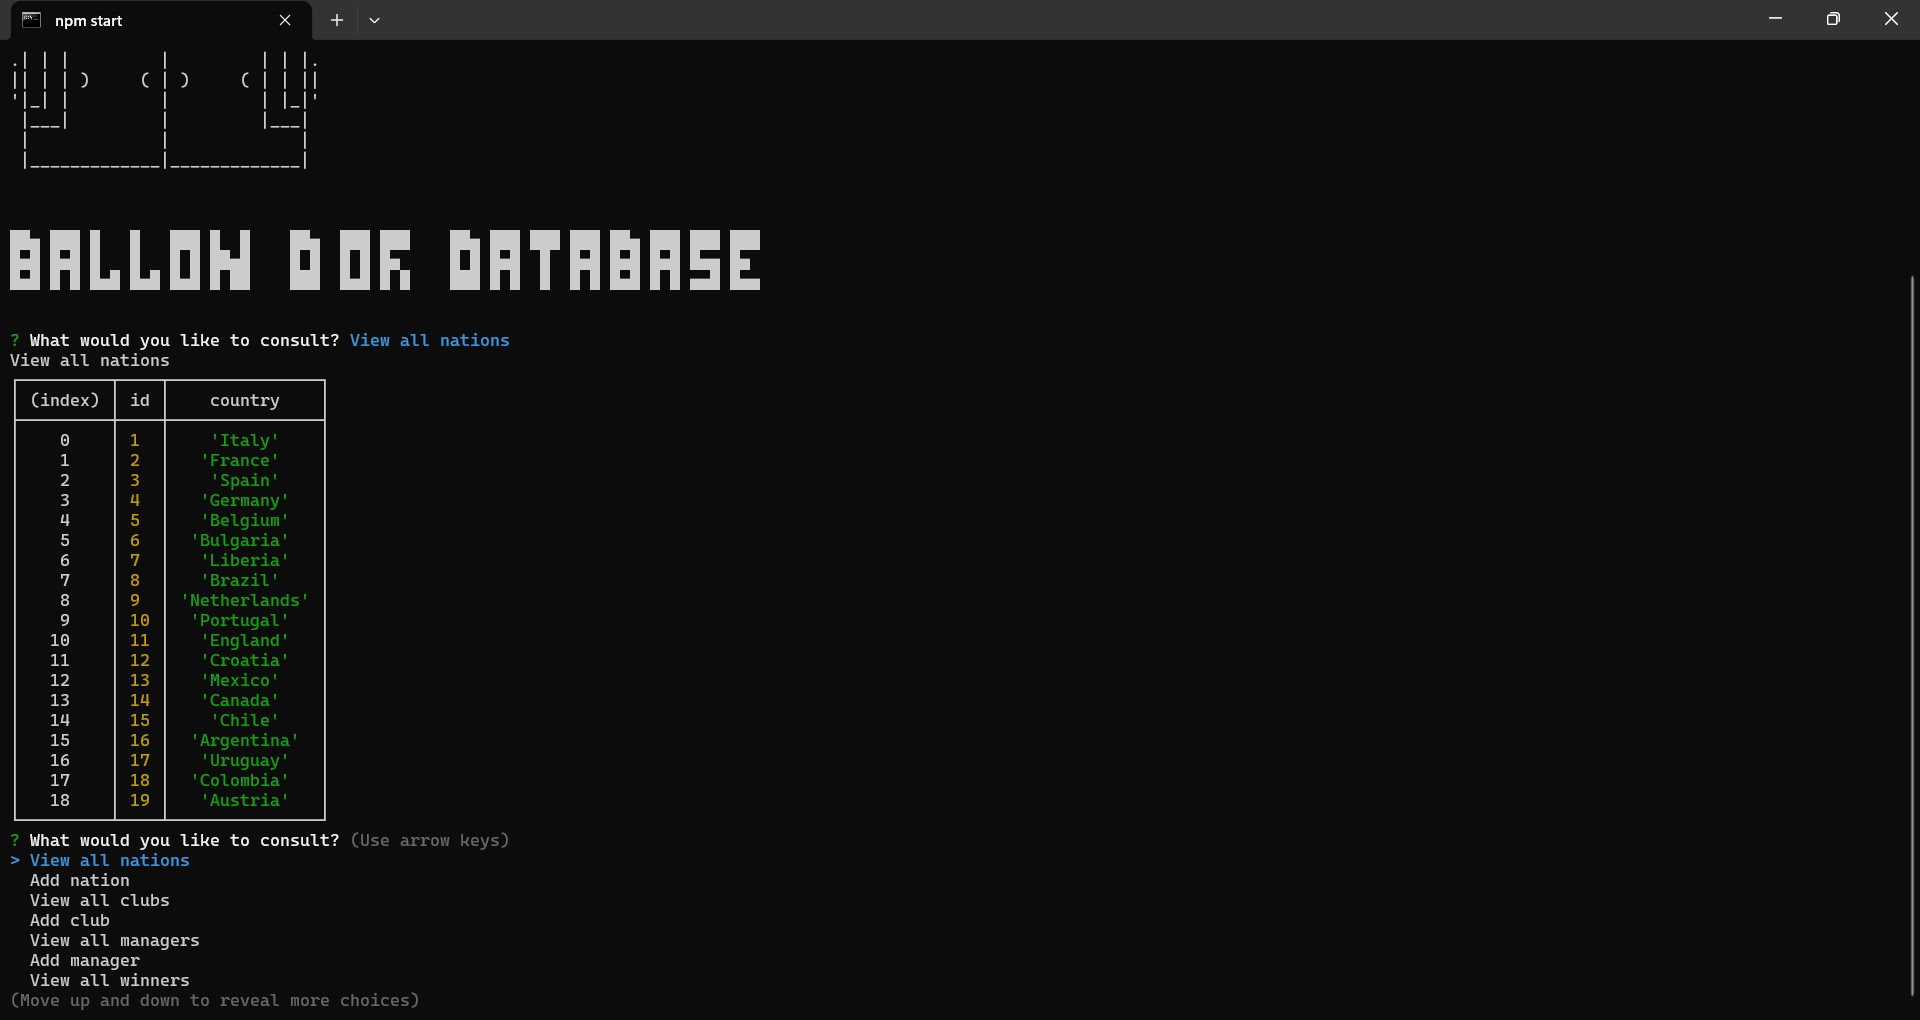 npm start
BALLON D OR DATABASE
? What would you like to consult? View all nations
View all nations
(index) id country
0 1 'Italy'
1 2 'France'
2 3 'Spain'
3 4 'Germany'
4 5 'Belgium'
5 6 'Bulgaria'
6 7 'Liberia'
7 8 'Brazil'
8 9 'Netherlands'
9 10 'Portugal'
10 11 'England'
11 12 'Croatia'
12 13 'Mexico'
13 14 'Canada'
14 15 'Chile'
15 16 'Argentina'
16 17 'Uruguay'
17 18 'Colombia'
18 19 'Austria'
? What would you like to consult? (Use arrow keys)
> View all nations
Add nation
View all clubs
Add club
View all managers
Add manager
View all winners
(Move up and down to reveal more choices)